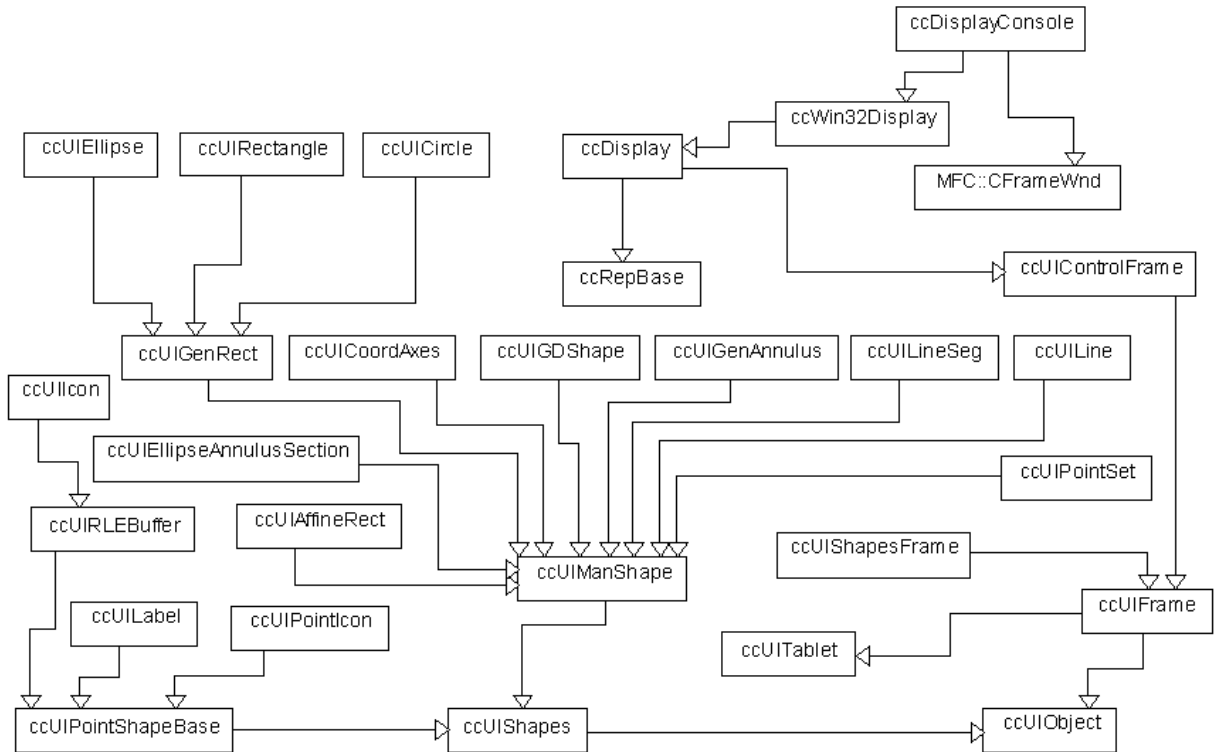 ccDisplayConsole
ccWin32Display
ccUIEllipse
ccUIRectangle
ccUICircle
ccDisplay
MFC::CFrameWnd
ccRepBase
ccUIControlFrame
ccUIGenRect
ccUICoordAxes
ccUIGDShape
ccUIGenAnnulus
ccUILineSeg
ccUILine
ccUIIcon
ccUIEllipseAnnulusSection
ccUIPointSet
ccUIRLEBuffer
ccUIAffineRect
ccUIShapesFrame
ccUIManShape
ccUIFrame
ccUILabel
ccUIPointIcon
ccUITablet
ccUIPointShapeBase
ccUIShapes
ccUIObject